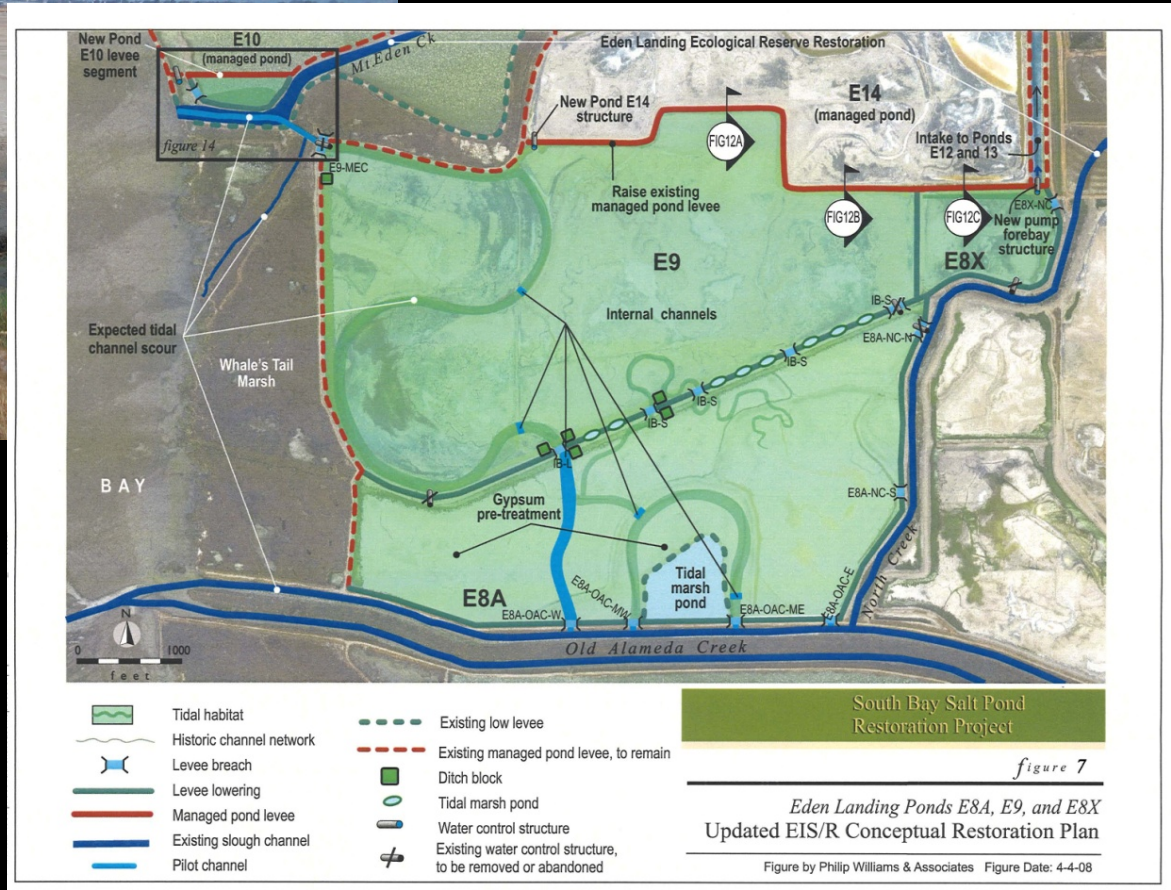 New Pond
E10 levee
segment
E10
(managed pond)
Mt. Eden Ck
Eden Landing Ecological Reserve Restoration
figure 14
E9-MEC
New Pond E14
structure
Raise existing
managed pond levee
FIG12A
E14
(managed pond)
Intake to Ponds
E12 and 13
FIG12B
FIG12C
E8X-NC
New pump
forebay
structure
E9
E8X
Internal channels
IB-S
E8A-NC-N
IB-S
IB-S
IB-S
IB-L
Expected tidal
channel scour
Whale's Tail
Marsh
BAY
Gypsum
pre-treatment
E8A-NC-S
North Creek
Tidal
marsh
pond
E8A
E8A-OAC-W
E8A-OAC-MW
E8A-OAC-ME
E8A-OAC-E
Old Alameda Creek
N
0 1000
feet
Tidal habitat
Historic channel network
Levee breach
Levee lowering
Managed pond levee
Existing slough channel
Pilot channel
Existing low levee
Existing managed pond levee, to remain
Ditch block
Tidal marsh pond
Water control structure
Existing water control structure,
to be removed or abandoned
South Bay Salt Pond
Restoration Project
figure 7
Eden Landing Ponds E8A, E9, and E8X
Updated EIS/R Conceptual Restoration Plan
Figure by Philip Williams & Associates Figure Date: 4-4-08